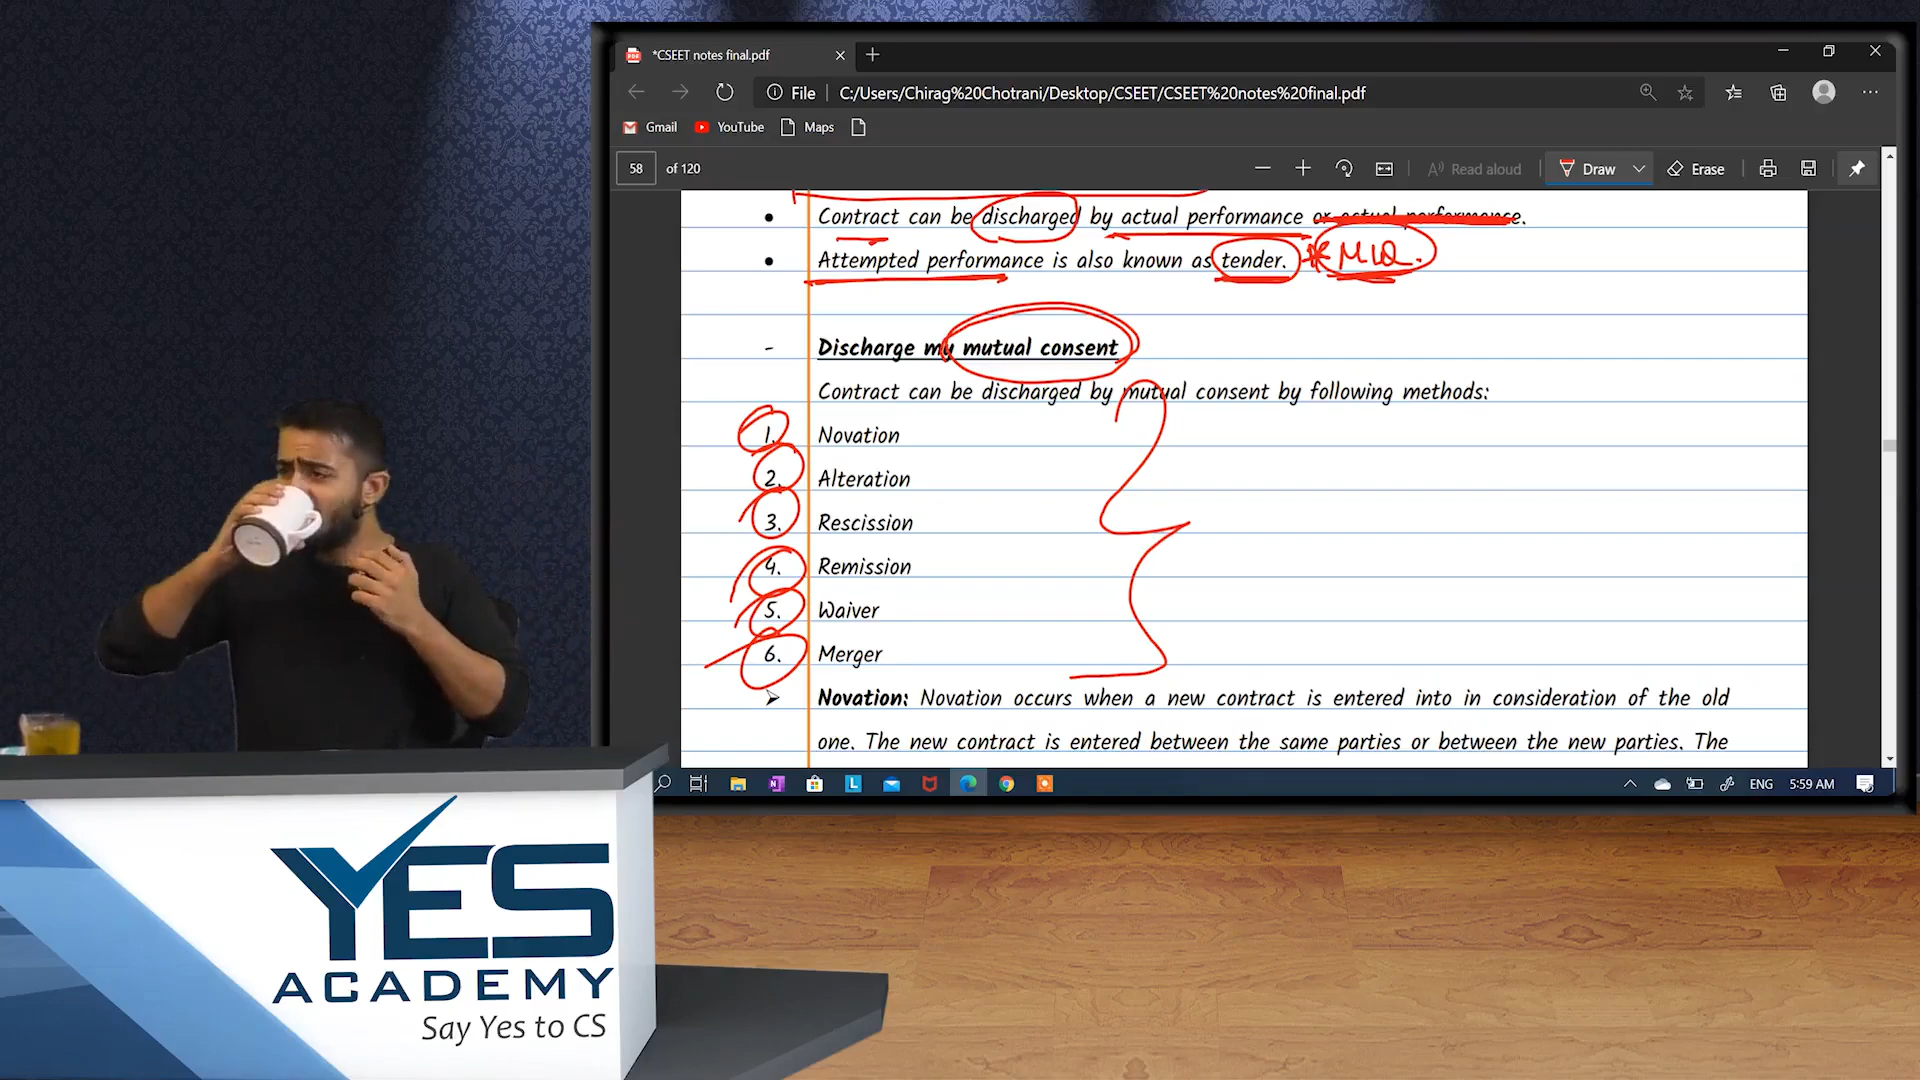 *CSEET notes final.pdf
File C:/Users/Chirag%20Chotrani/Desktop/CSEET/CSEET%20notes%20final.pdf
Gmail YouTube Maps
58 of 120 Read aloud Draw Erase
• Contract can be discharged by actual performance or actual performance.
• Attempted performance is also known as tender. * MIQ.
- Discharge my mutual consent
Contract can be discharged by mutual consent by following methods:
1. Novation
2. Alteration
3. Rescission
4. Remission
5. Waiver
6. Merger
➤ Novation: Novation occurs when a new contract is entered into in consideration of the old
one. The new contract is entered between the same parties or between the new parties. The
ENG 5:59 AM
YES
ACADEMY
Say Yes to CS